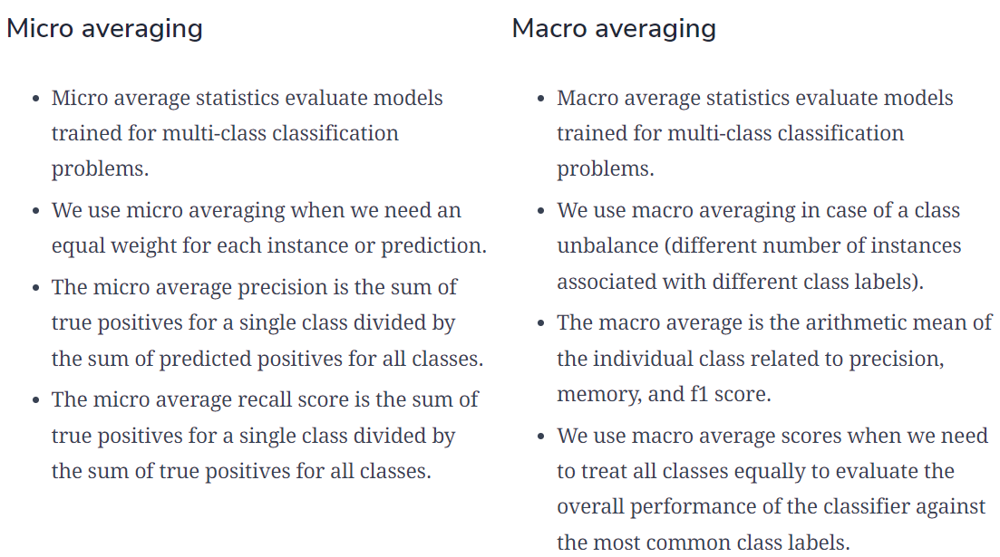 Micro averaging
Micro average statistics evaluate models
trained for multi-class classification
problems.
We use micro averaging when we need an
equal weight for each instance or prediction.
The micro average precision is the sum of
true positives for a single class divided by
the sum of predicted positives for all classes.
The micro average recall score is the sum of
true positives for a single class divided by
the sum of true positives for all classes.
Macro averaging
Macro average statistics evaluate models
trained for multi-class classification
problems.
We use macro averaging in case of a class
unbalance (different number of instances
associated with different class labels).
The macro average is the arithmetic mean of
the individual class related to precision,
memory, and f1 score.
We use macro average scores when we need
to treat all classes equally to evaluate the
overall performance of the classifier against
the most common class labels.